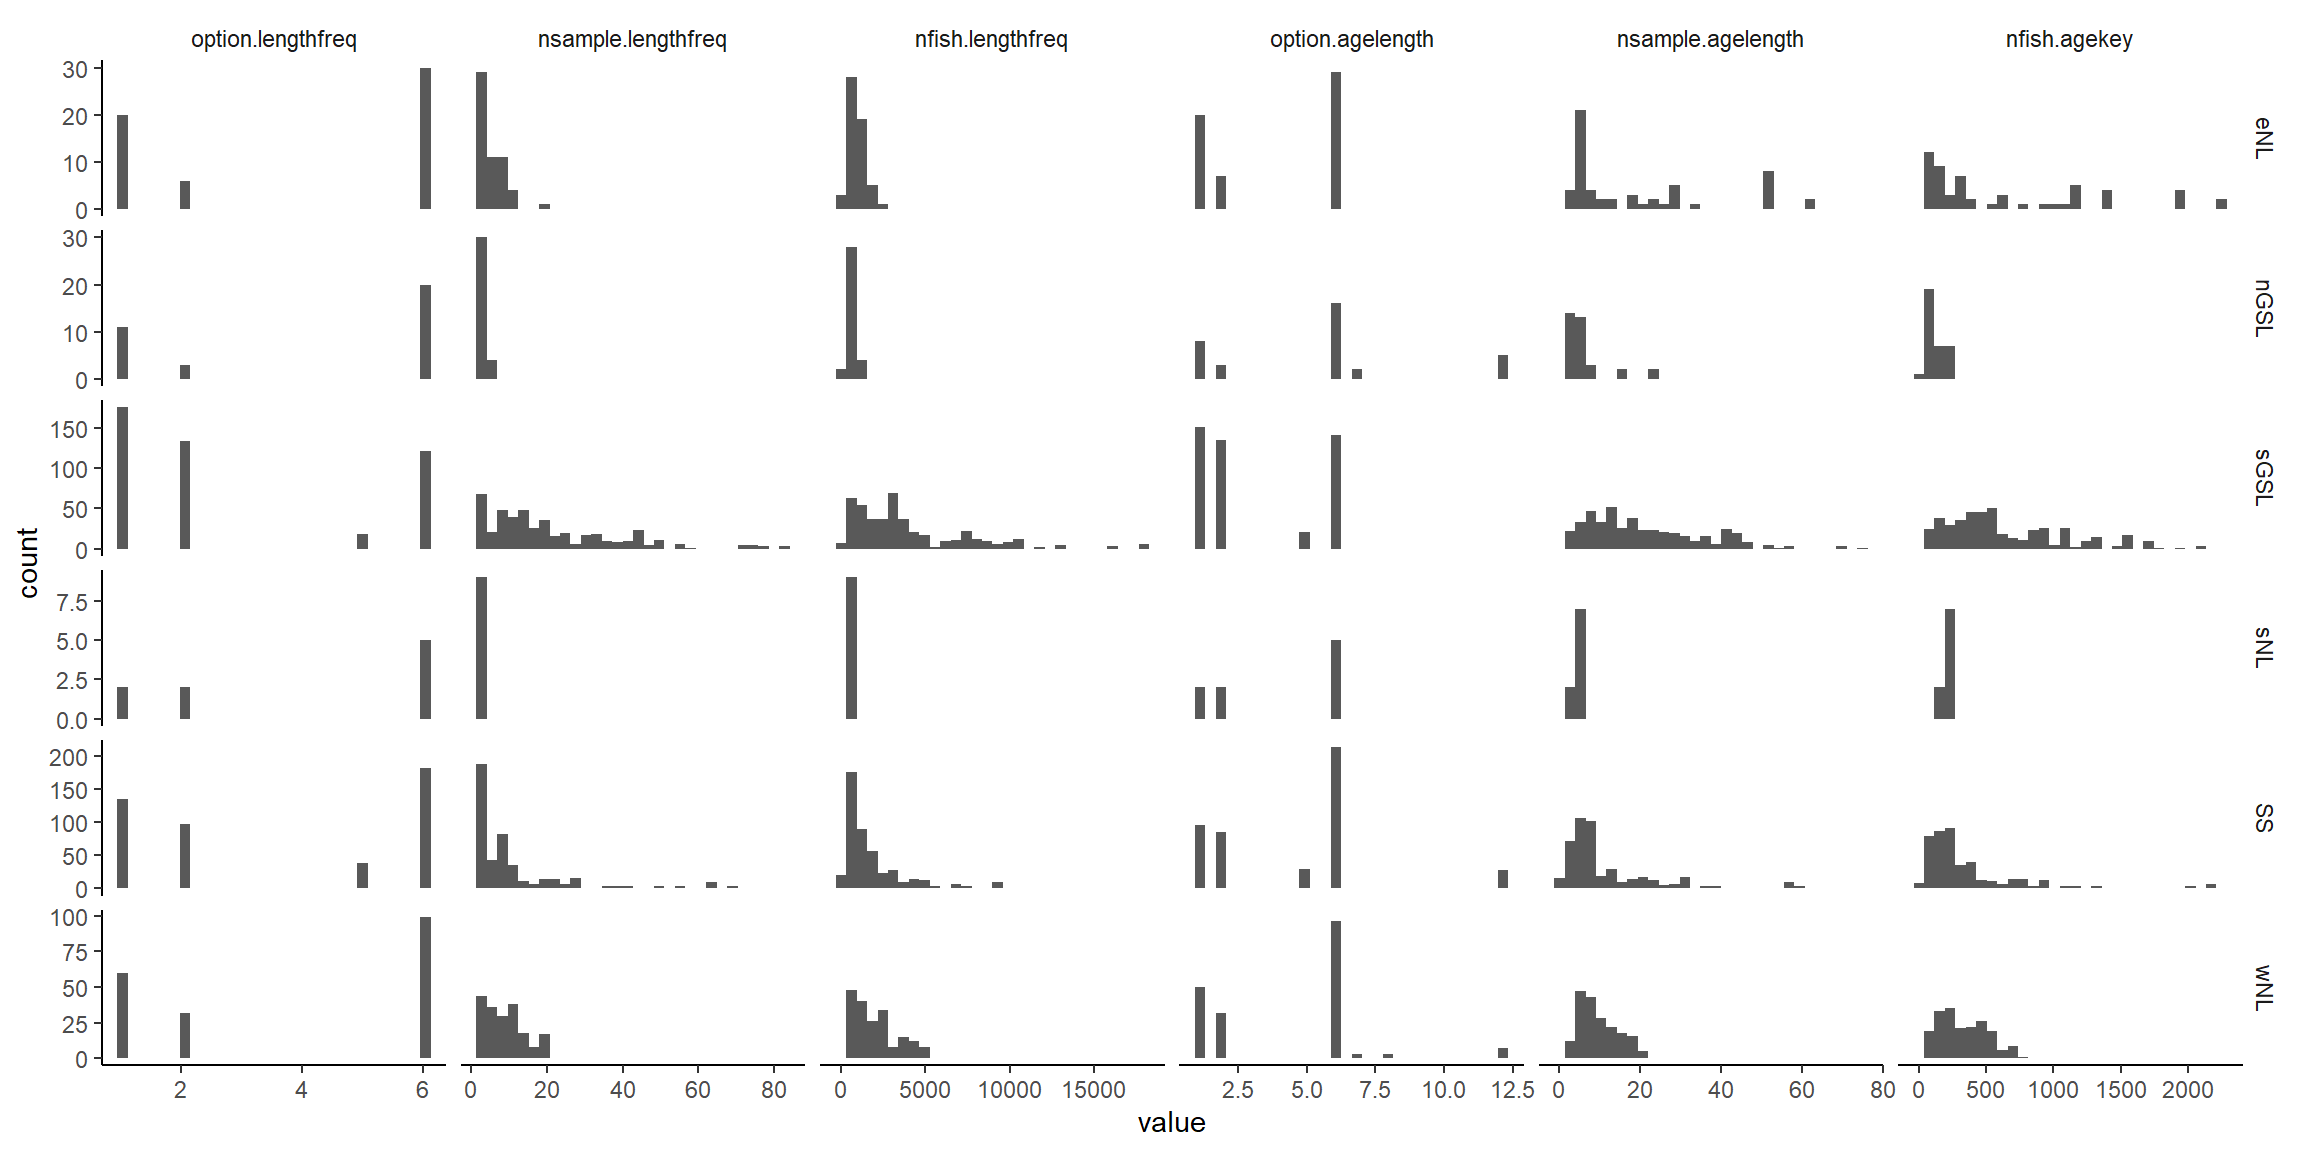 option.lengthfreq nsample.lengthfreq nfish.lengthfreq option.agelength nsample.agelength nfish.agekey
30
20
10
0
eNL
30
20
10
0
nGSL
150
100
50
0
sGSL
count
7.5
5.0
2.5
0.0
sNL
200
150
100
50
0
SS
100
75
50
25
0
wNL
2 4 6 0 20 40 60 80 0 5000 10000 15000 2.5 5.0 7.5 10.0 12.5 0 20 40 60 80 0 500 1000 1500 2000
value